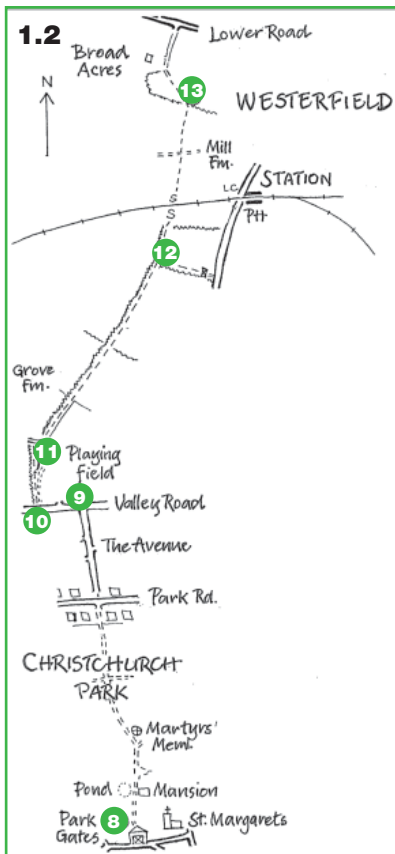 1.2
Lower Road
Broad
Acres
13
N
WESTERFIELD
Mill
Fm.
LC
STATION
S
S
PH
12
Grove
Fm.
11
Playing
field
9
Valley Road
10
The Avenue
Park Rd.
CHRISTCHURCH
PARK
Martyrs'
Meml.
Pond
Mansion
8
Park
Gates
St. Margarets